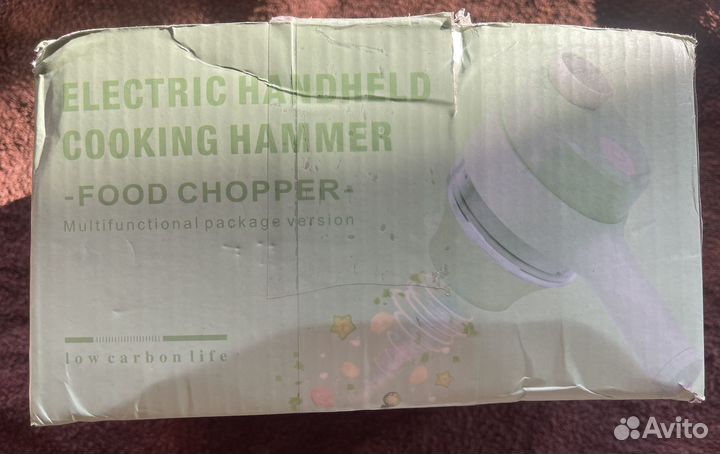 ELECTRIC HANDHELD
COOKING HAMMER
-FOOD CHOPPER-
Multifunctional package version
low carbon life
Avito